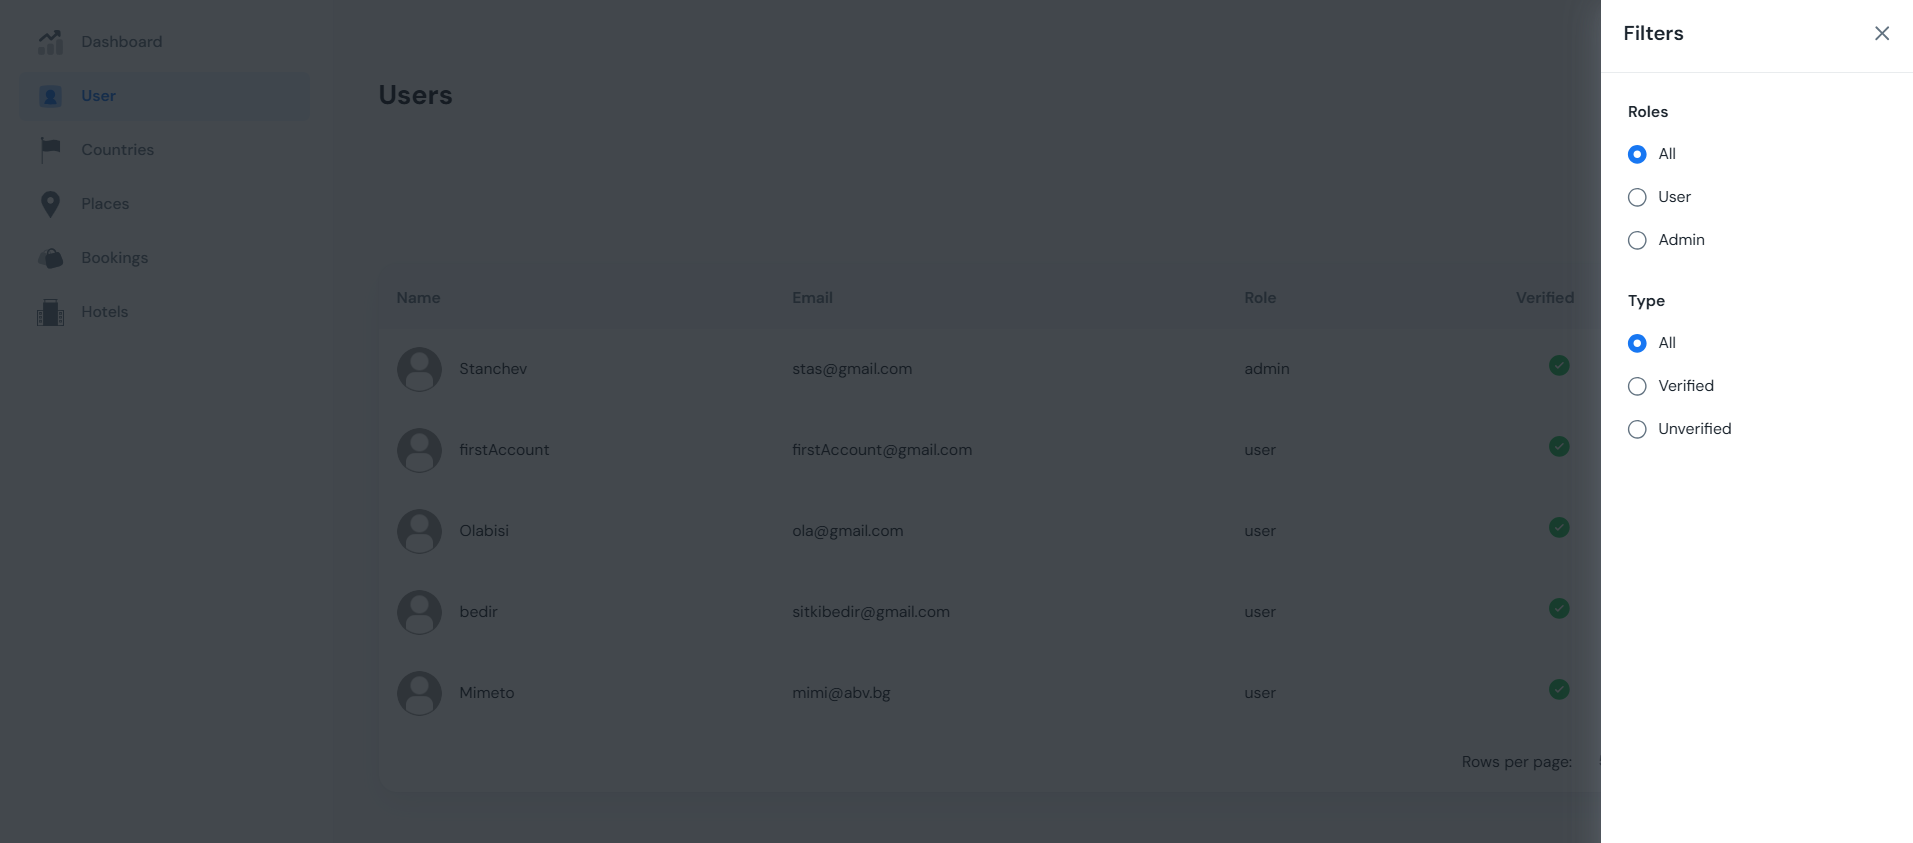 Dashboard
User
Countries
Places
Bookings
Hotels
Users
Name Email Role Verified
Stanchev stas@gmail.com admin
firstAccount firstAccount@gmail.com user
Olabisi ola@gmail.com user
bedir sitkibedir@gmail.com user
Mimeto mimi@abv.bg user
Rows per page:
Filters
Roles
All
User
Admin
Type
All
Verified
Unverified